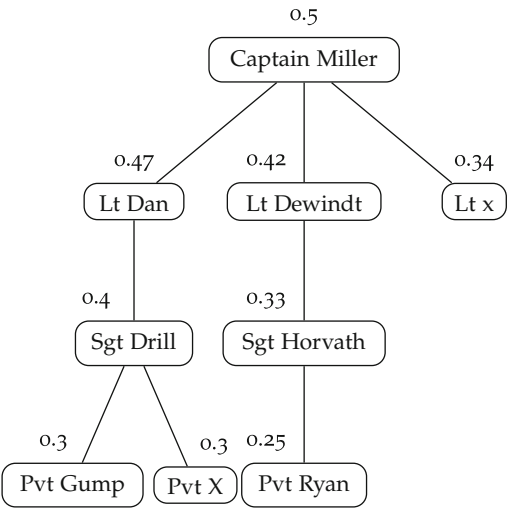 0.5
Captain Miller
0.47 0.42 0.34
Lt Dan Lt Dewindt Lt x
0.4 0.33
Sgt Drill Sgt Horvath
0.3 0.3 0.25
Pvt Gump Pvt X Pvt Ryan